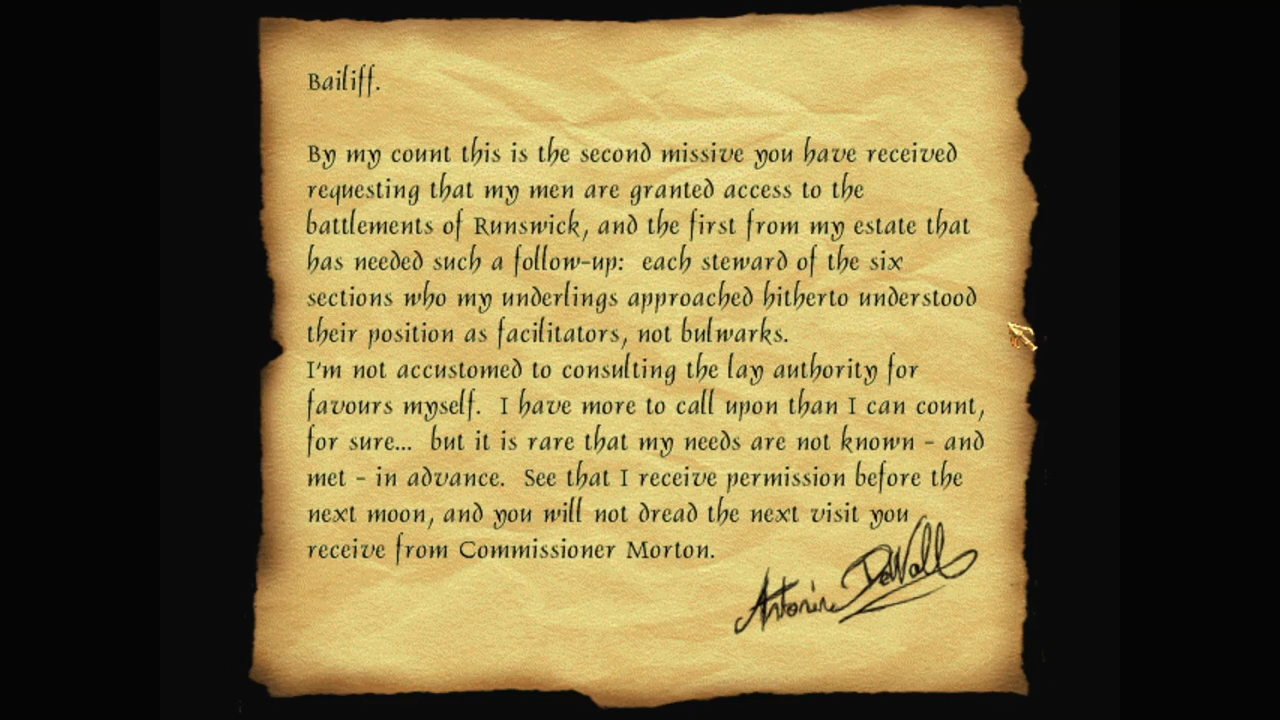 Bailiff.
By my count this is the second missive you have received
requesting that my men are granted access to the
battlements of Runswick, and the first from my estate that
has needed such a follow-up:  each steward of the six
sections who my underlings approached hitherto understood
their position as facilitators, not bulwarks.
I'm not accustomed to consulting the lay authority for
favours myself.  I have more to call upon than I can count,
for sure...  but it is rare that my needs are not known - and
met - in advance.  See that I receive permission before the
next moon, and you will not dread the next visit you
receive from Commissioner Morton.
Antonin DeWall